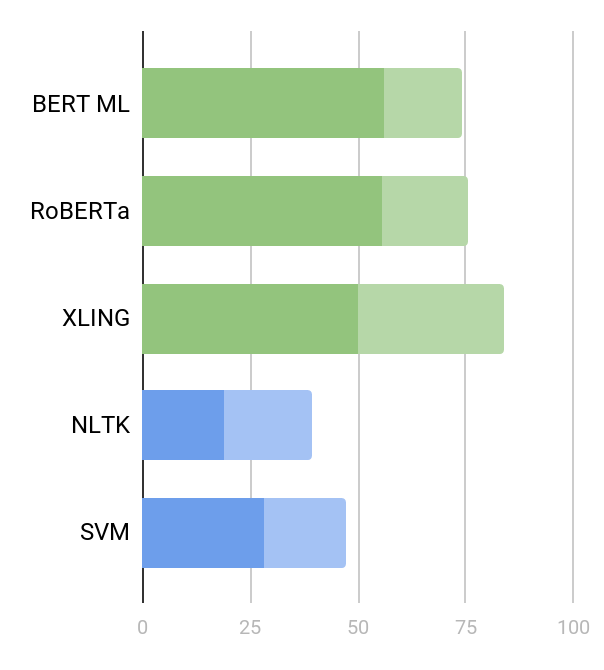 BERT ML
RoBERTa
XLING
NLTK
SVM
0 25 50 75 100